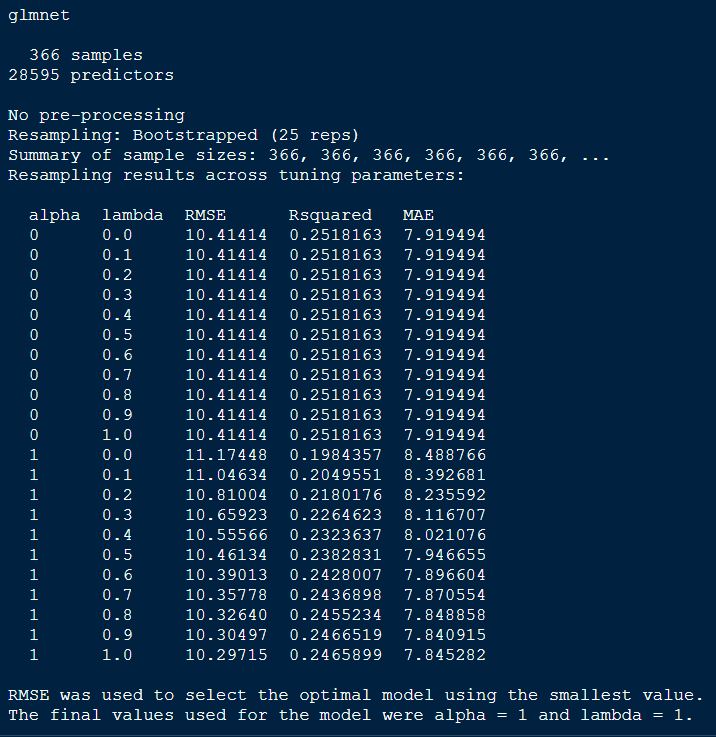 glmnet
366 samples
28595 predictors
No pre-processing
Resampling: Bootstrapped (25 reps)
Summary of sample sizes: 366, 366, 366, 366, 366, 366, ...
Resampling results across tuning parameters:
alpha lambda RMSE Rsquared MAE
0 0.0 10.41414 0.2518163 7.919494
0 0.1 10.41414 0.2518163 7.919494
0 0.2 10.41414 0.2518163 7.919494
0 0.3 10.41414 0.2518163 7.919494
0 0.4 10.41414 0.2518163 7.919494
0 0.5 10.41414 0.2518163 7.919494
0 0.6 10.41414 0.2518163 7.919494
0 0.7 10.41414 0.2518163 7.919494
0 0.8 10.41414 0.2518163 7.919494
0 0.9 10.41414 0.2518163 7.919494
0 1.0 10.41414 0.2518163 7.919494
1 0.0 11.17448 0.1984357 8.488766
1 0.1 11.04634 0.2049551 8.392681
1 0.2 10.81004 0.2180176 8.235592
1 0.3 10.65923 0.2264623 8.116707
1 0.4 10.55566 0.2323637 8.021076
1 0.5 10.46134 0.2382831 7.946655
1 0.6 10.39013 0.2428007 7.896604
1 0.7 10.35778 0.2436898 7.870554
1 0.8 10.32640 0.2455234 7.848858
1 0.9 10.30497 0.2466519 7.840915
1 1.0 10.29715 0.2465899 7.845282
RMSE was used to select the optimal model using the smallest value.
The final values used for the model were alpha = 1 and lambda = 1.